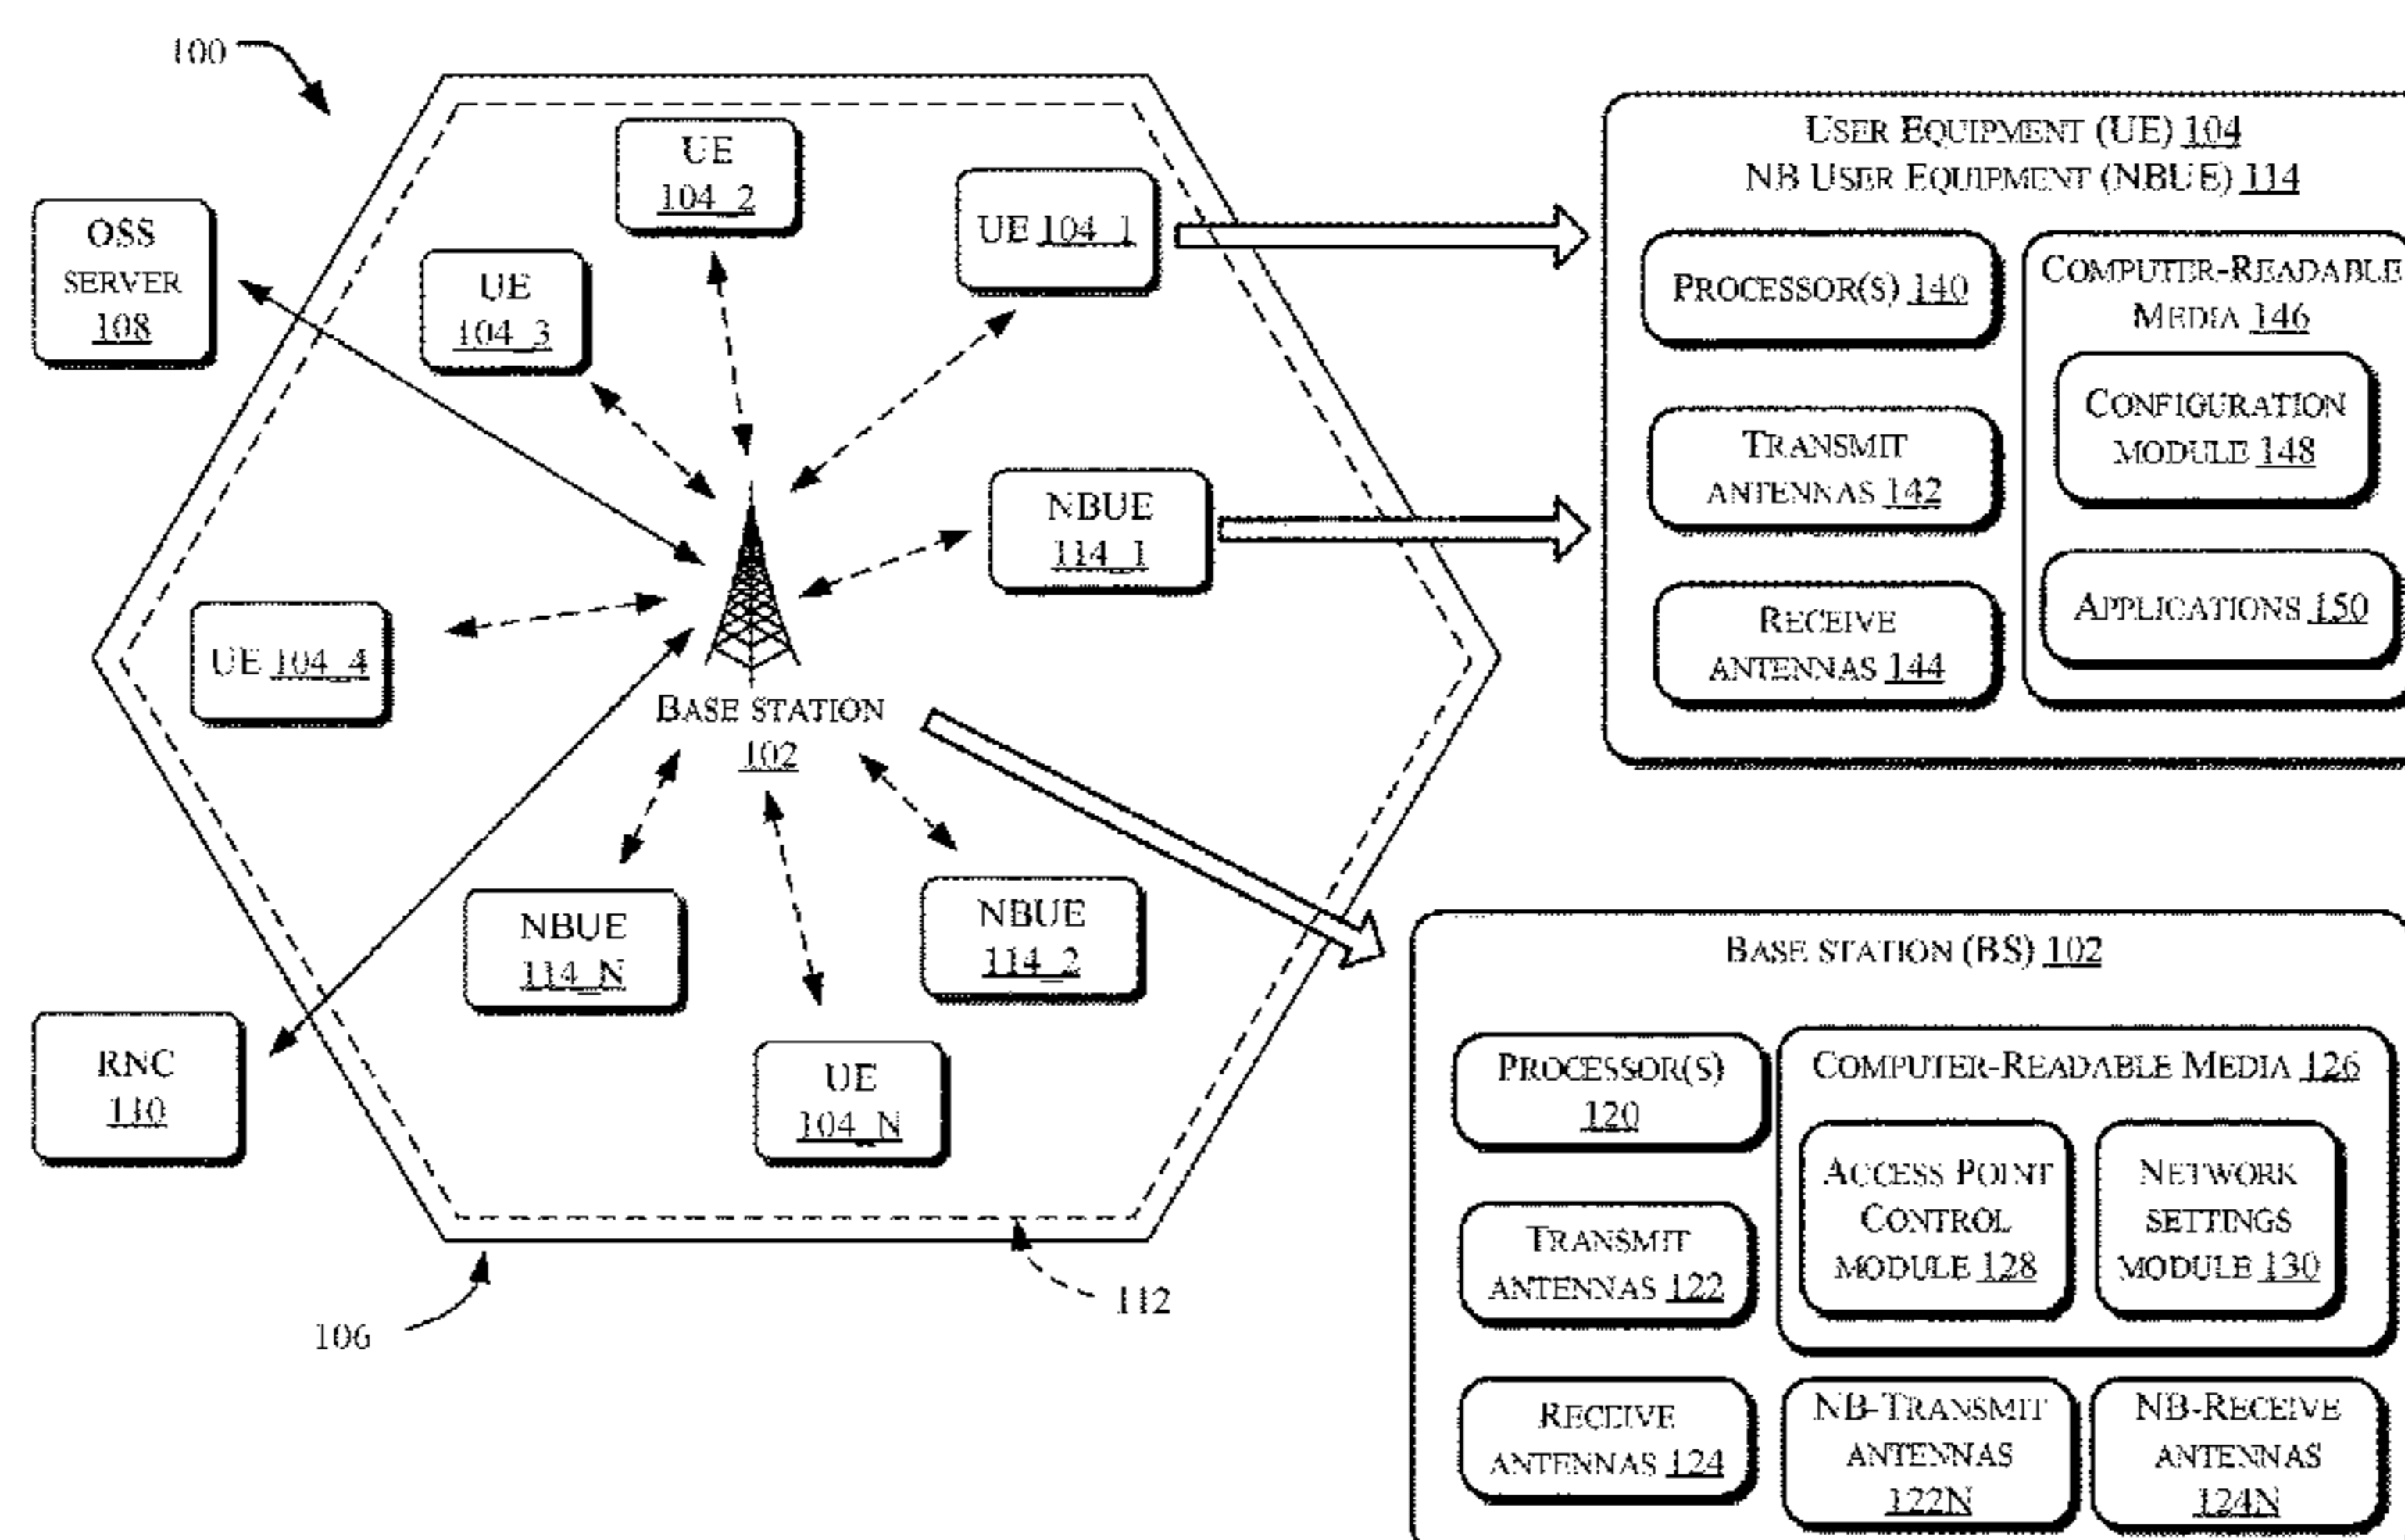 100
OSS
SERVER
108
UE
104_2
UE
104_3
UE 104_1
NBUE
114_1
UE 104_4
BASE STATION
102
NBUE
114_N
NBUE
114_2
UE
104_N
RNC
110
106
112
USER EQUIPMENT (UE) 104
NB USER EQUIPMENT (NBUE) 114
PROCESSOR(S) 140
TRANSMIT
ANTENNAS 142
RECEIVE
ANTENNAS 144
COMPUTER-READABLE
MEDIA 146
CONFIGURATION
MODULE 148
APPLICATIONS 150
BASE STATION (BS) 102
PROCESSOR(S)
120
TRANSMIT
ANTENNAS 122
RECEIVE
ANTENNAS 124
COMPUTER-READABLE MEDIA 126
ACCESS POINT
CONTROL
MODULE 128
NETWORK
SETTINGS
MODULE 130
NB-TRANSMIT
ANTENNAS
122N
NB-RECEIVE
ANTENNAS
124N